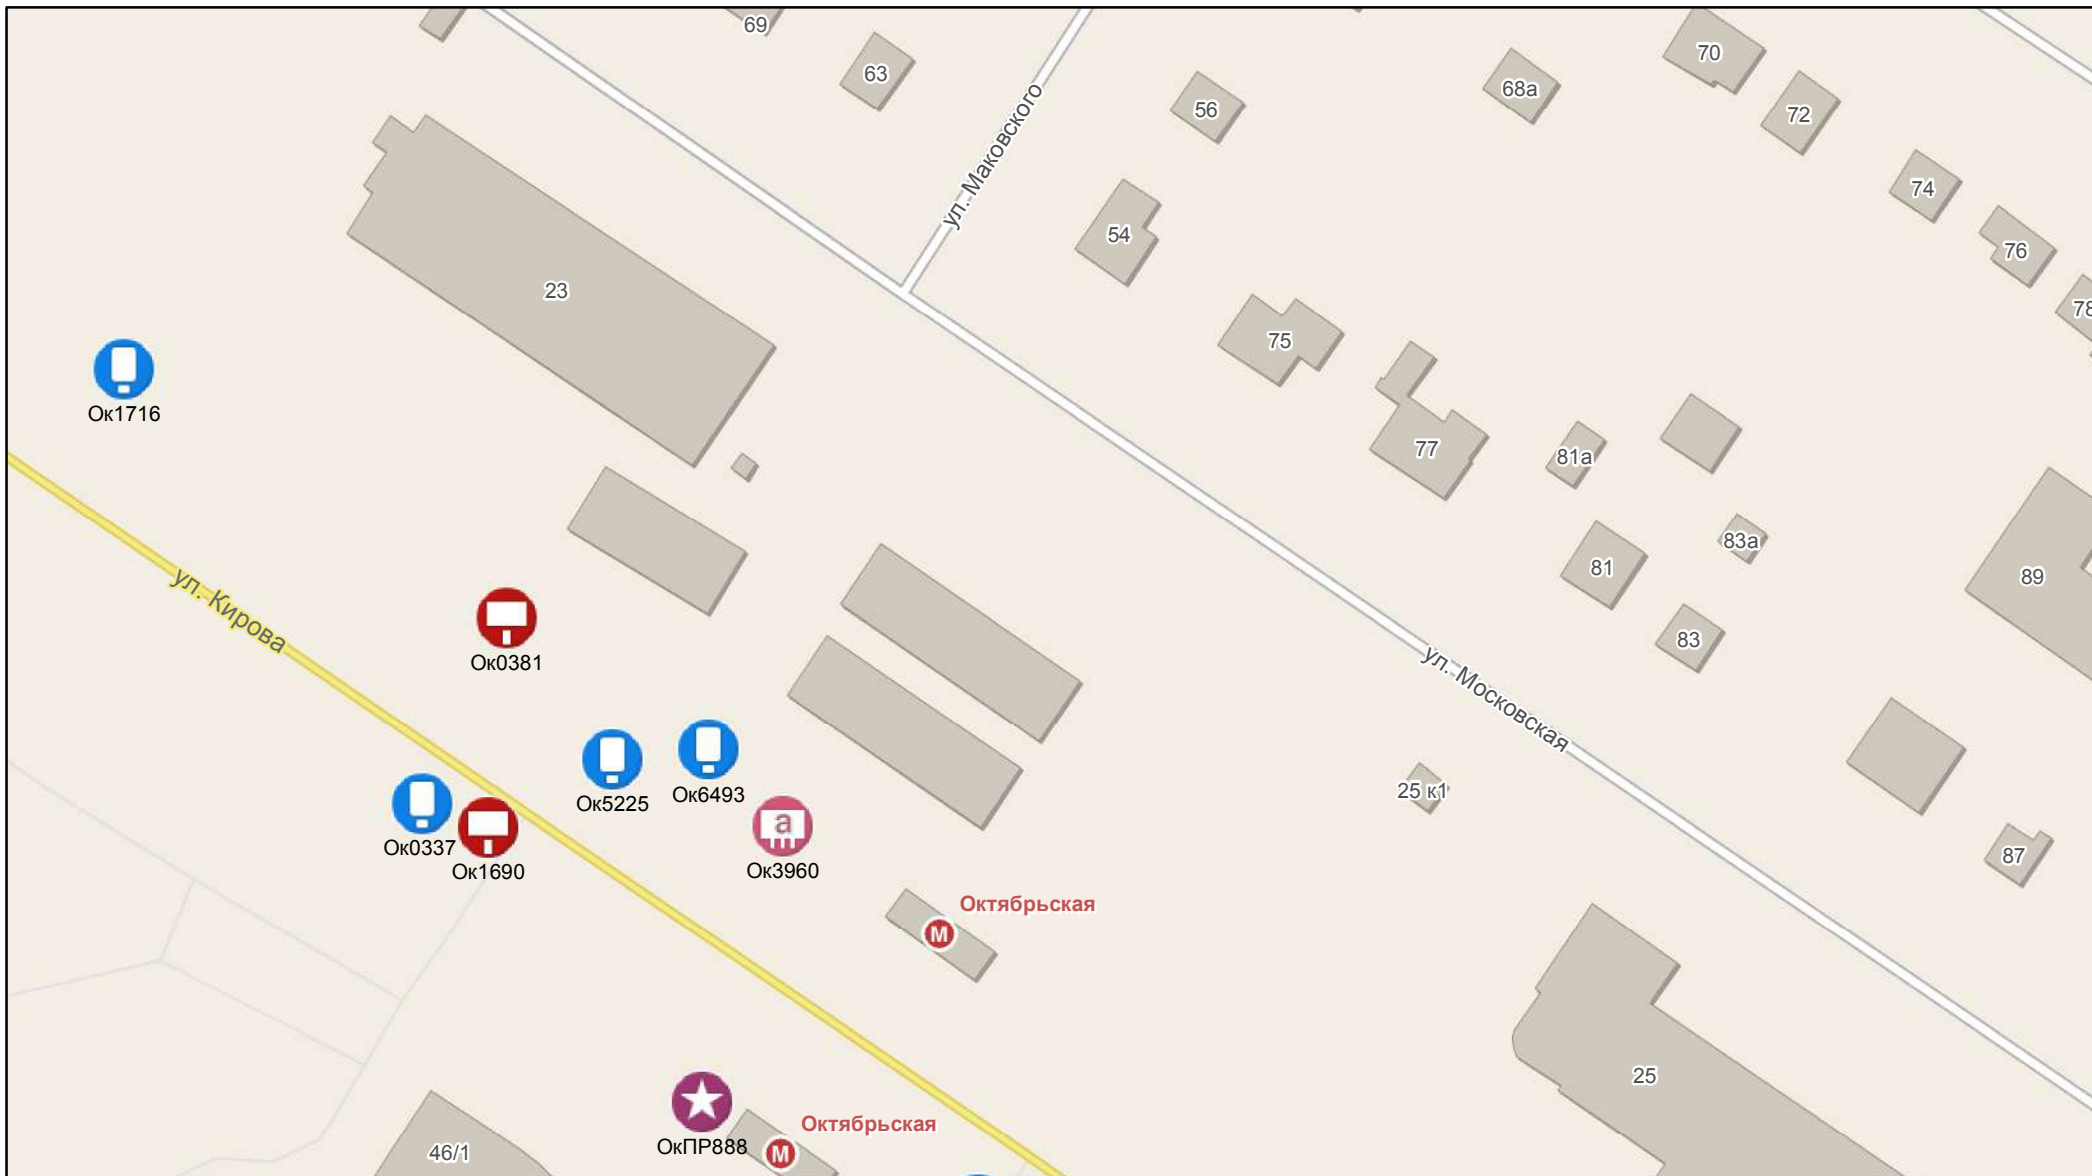 69
63
70
68а
56
72
ул. Маковского
74
54
76
23
78
75
Ок1716
77
81а
83а
81
89
ул. Кирова
83
Ок0381
ул. Московская
25 к1
Ок5225
Ок6493
Ок0337
Ок1690
а
Ок3960
87
Октябрьская
М
25
Октябрьская
М
ОкПР888
46/1